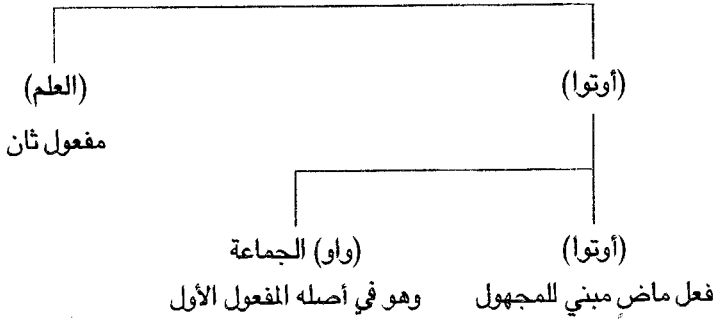 (أوتوا) (العلم)
مفعول ثان
(أوتوا) (واو) الجماعة
فعل ماض مبني للمجهول وهو في أصله المفعول الأول